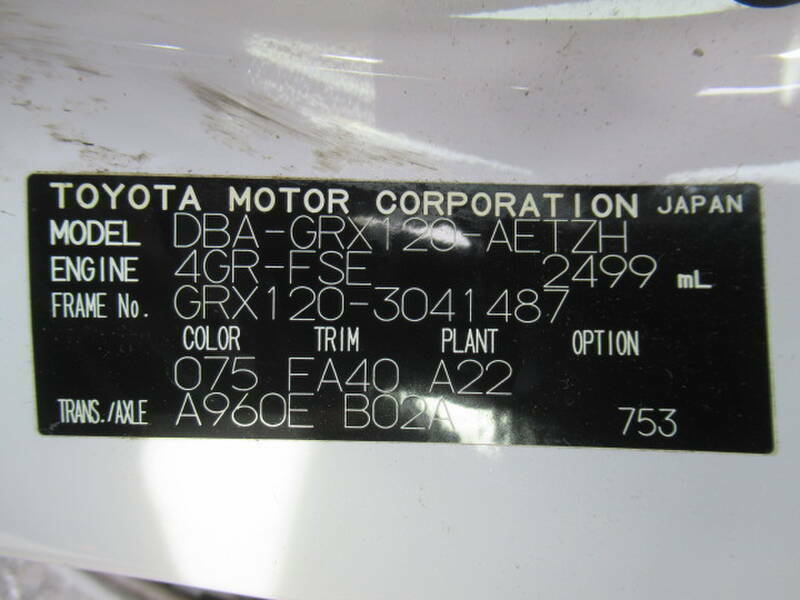 TOYOTA MOTOR CORPORATION JAPAN
MODEL DBA-GRX120-AETZH
ENGINE 4GR-FSE 2499 mL
FRAME No. GRX120-3041487
COLOR TRIM PLANT OPTION
075 FA40 A22
TRANS./AXLE A960E B02A 753